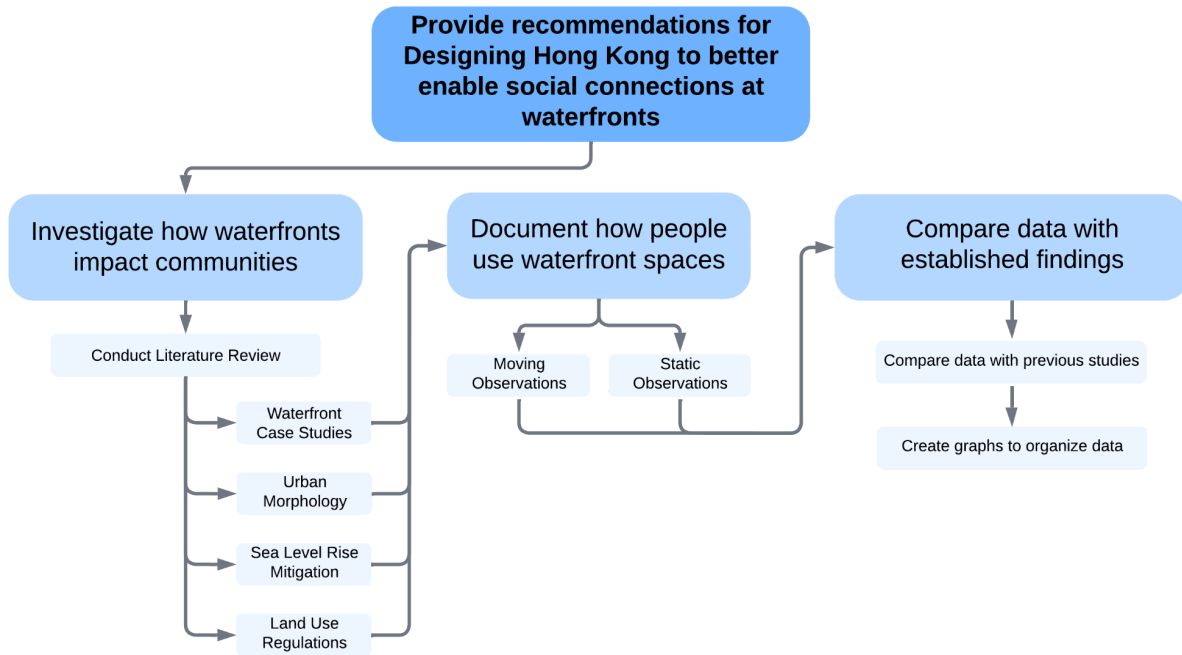 Provide recommendations for
Designing Hong Kong to better
enable social connections at
waterfronts
Investigate how waterfronts
impact communities
Conduct Literature Review
Waterfront
Case Studies
Urban
Morphology
Sea Level Rise
Mitigation
Land Use
Regulations
Document how people
use waterfront spaces
Moving
Observations
Static
Observations
Compare data with
established findings
Compare data with previous studies
Create graphs to organize data